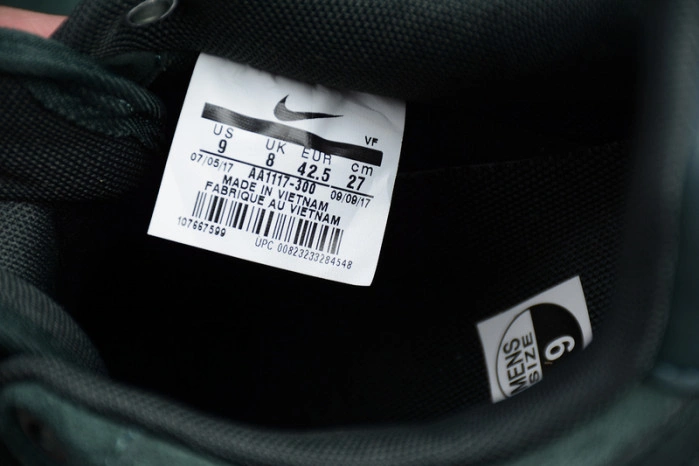 VF
US UK EUR cm
9 8 42.5 27
07/05/17 AA1117-300 09/09/17
MADE IN VIETNAM
FABRIQUE AU VIETNAM
107667599
UPC 00823233284548
MENS
SIZE
9